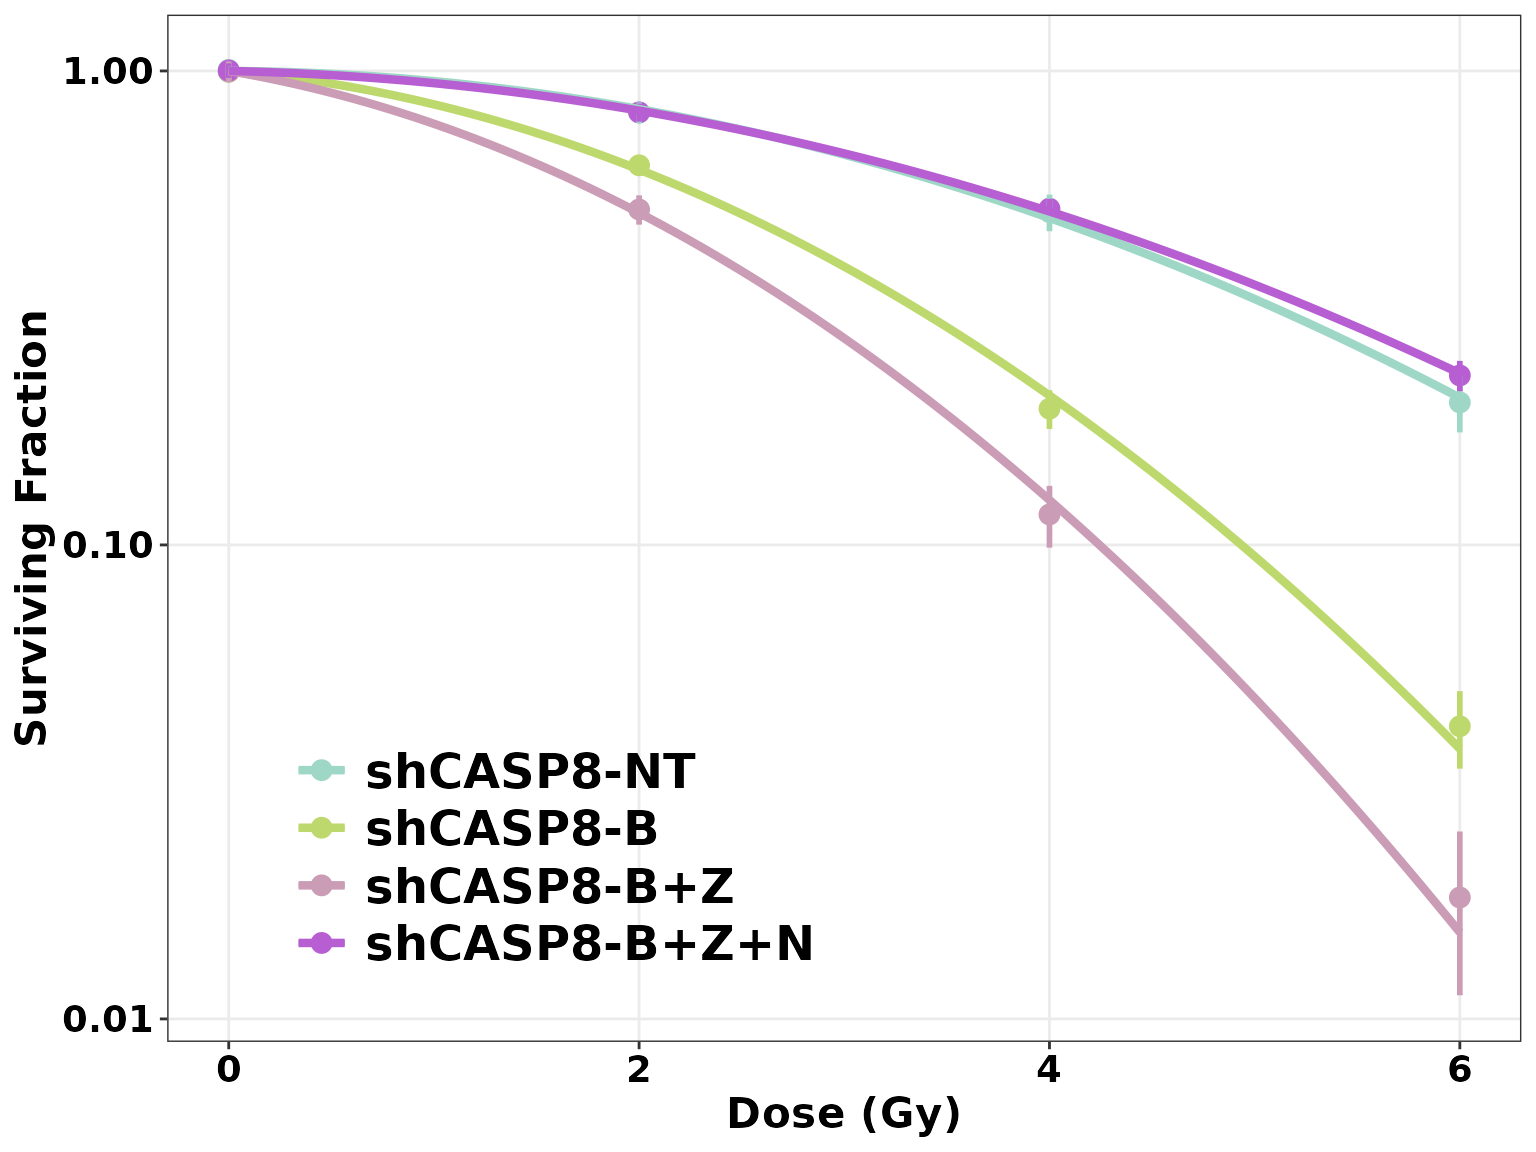 Surviving Fraction
1.00
0.10
0.01
shCASP8-NT
shCASP8-B
shCASP8-B+Z
shCASP8-B+Z+N
0 2 4 6
Dose (Gy)